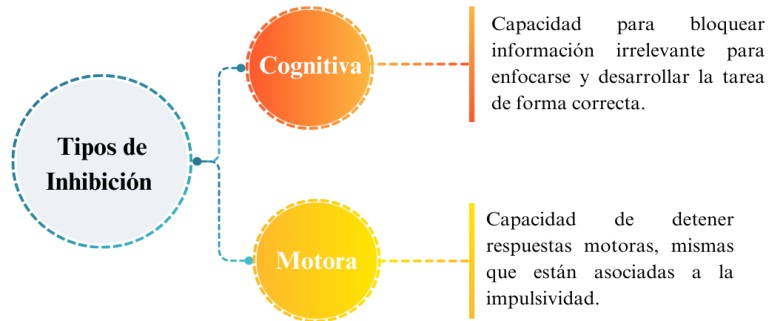 Tipos de
Inhibición
Cognitiva
Capacidad para bloquear
información irrelevante para
enfocarse y desarrollar la tarea
de forma correcta.
Motora
Capacidad de detener
respuestas motoras, mismas
que están asociadas a la
impulsividad.